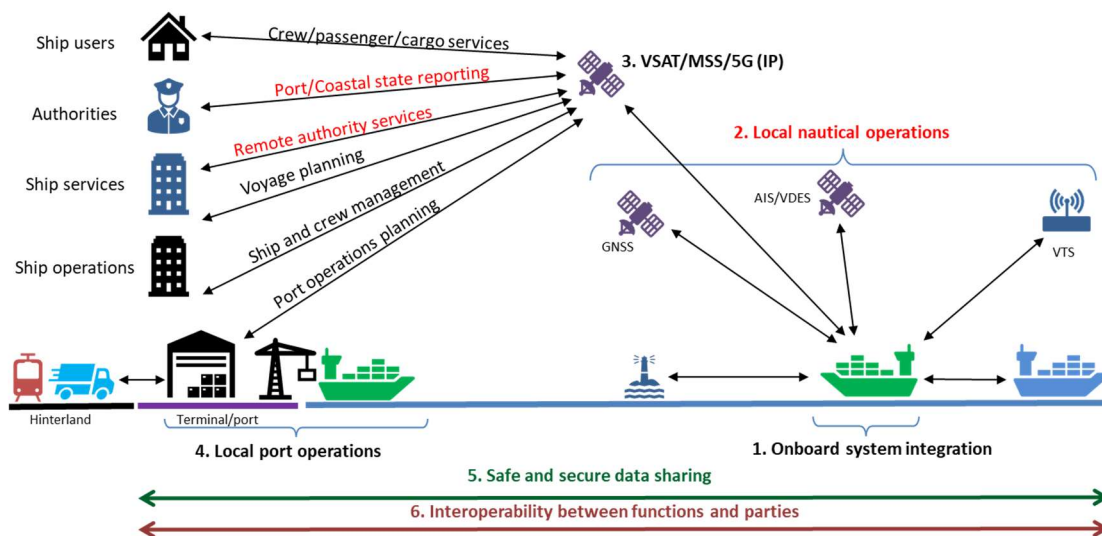 Ship users
Crew/passenger/cargo services
3. VSAT/MSS/5G (IP)
Authorities
Port/Coastal state reporting
Remote authority services
2. Local nautical operations
Ship services
Voyage planning
AIS/VDES
Ship and crew management
GNSS
VTS
Ship operations
Port operations planning
Hinterland
Terminal/port
4. Local port operations
1. Onboard system integration
5. Safe and secure data sharing
6. Interoperability between functions and parties